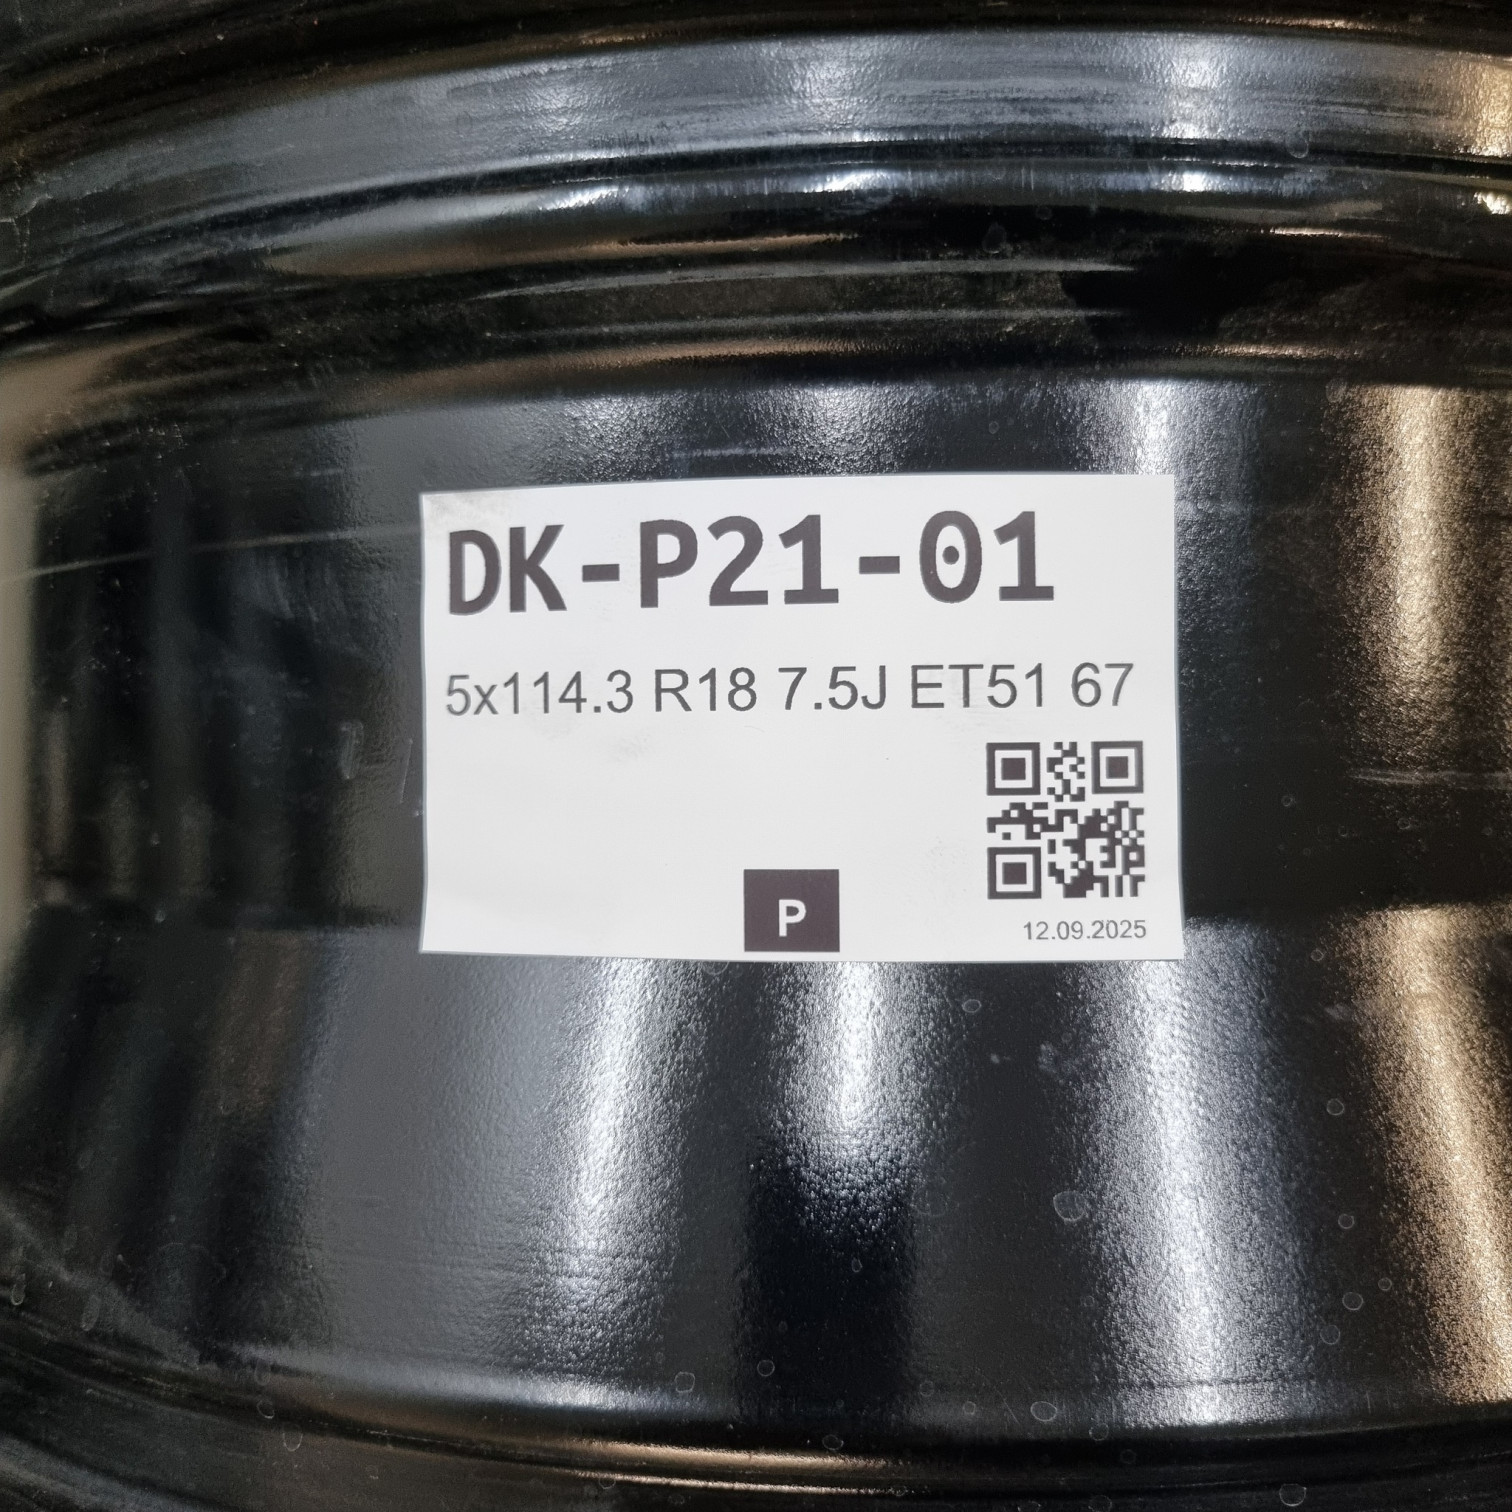 DK-P21-01
5x114.3 R18 7.5J ET51 67
P
12.09.2025